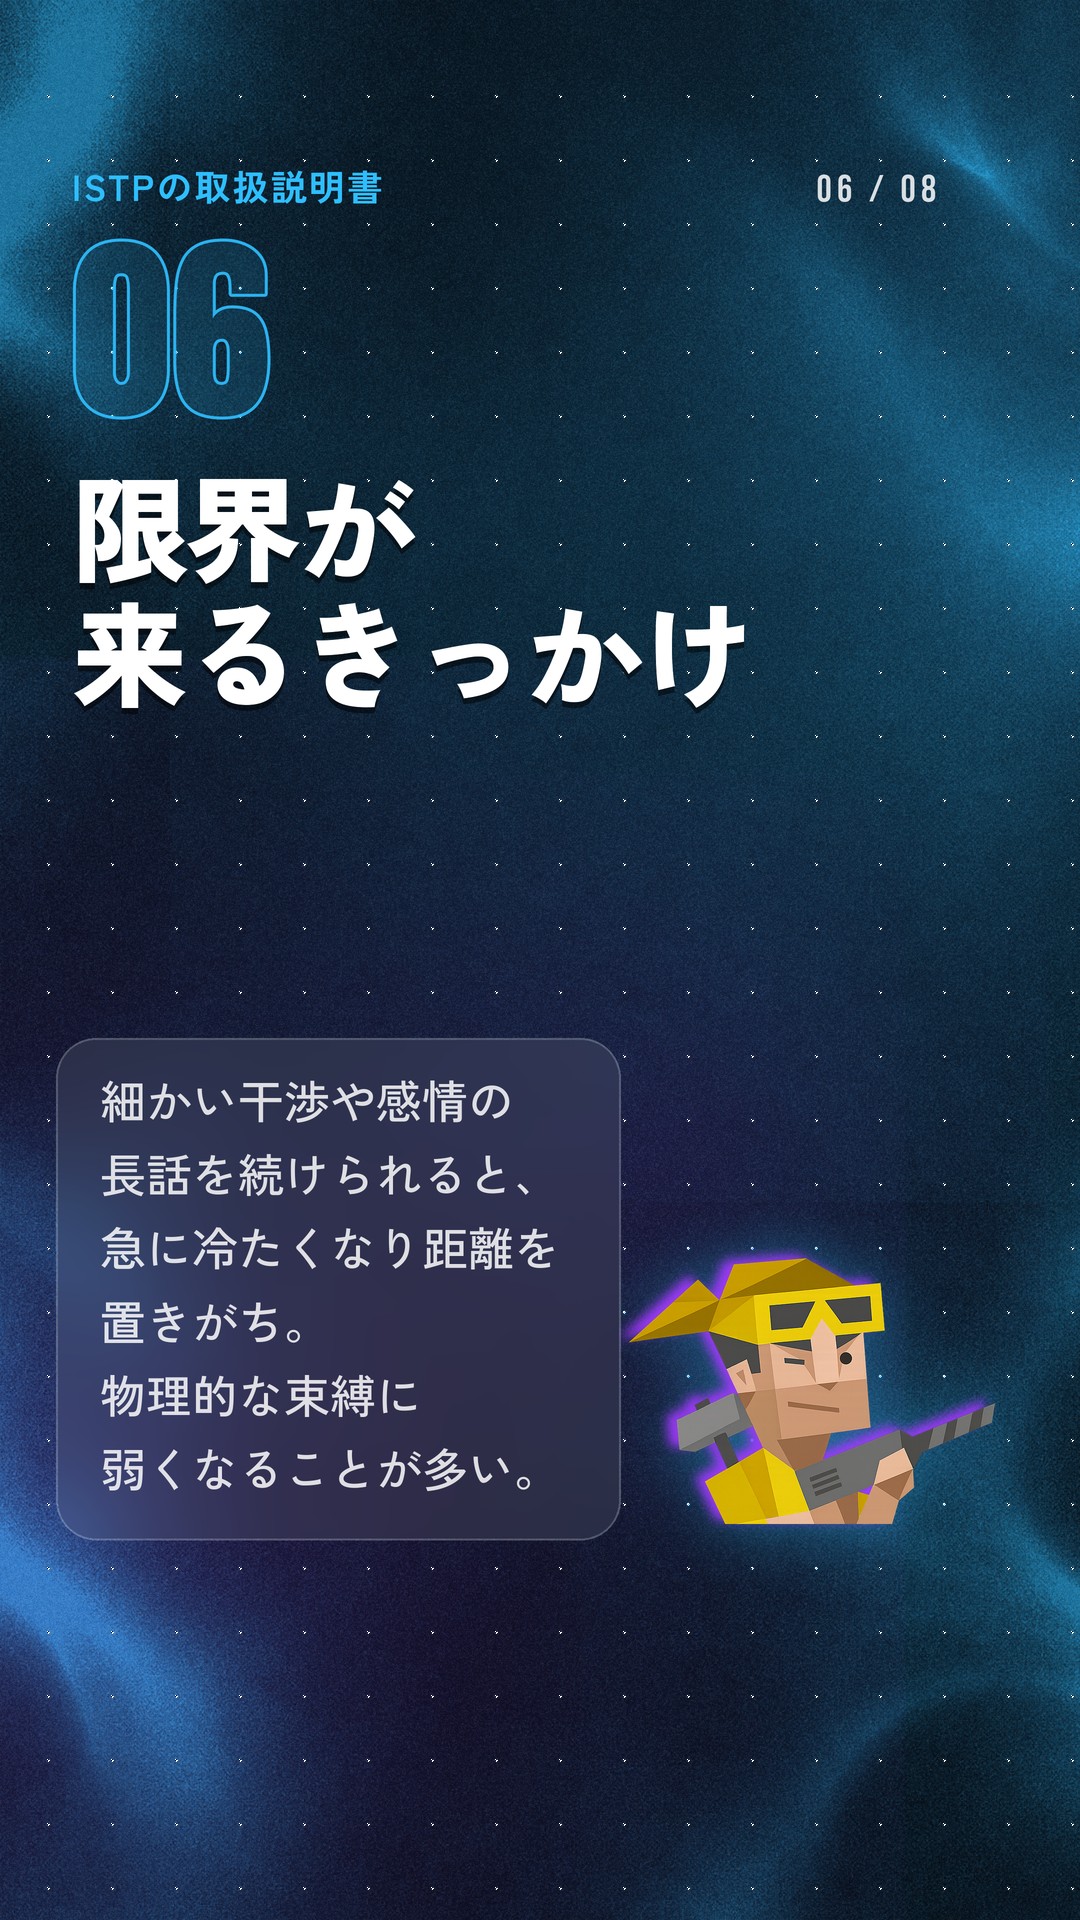 ISTPの取扱説明書
06 / 08
06
限界が
来るきっかけ
細かい干渉や感情の
長話を続けられると、
急に冷たくなり距離を
置きがち。
物理的な束縛に
弱くなることが多い。